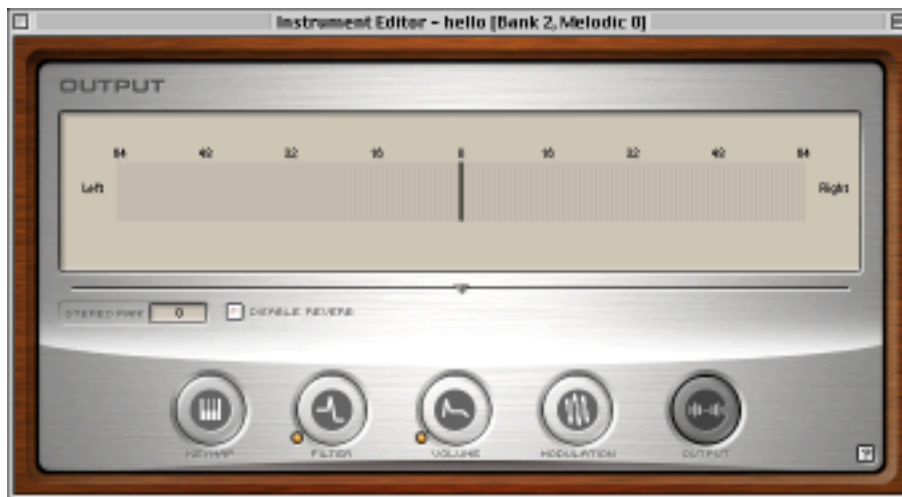 Instrument Editor - hello [Bank 2, Melodic 0]
OUTPUT
64 48 32 16 0 16 32 48 64
Left Right
STEREO PAN 0 DISABLE REVERB
KEYMAP FILTER VOLUME MODULATION OUTPUT
?